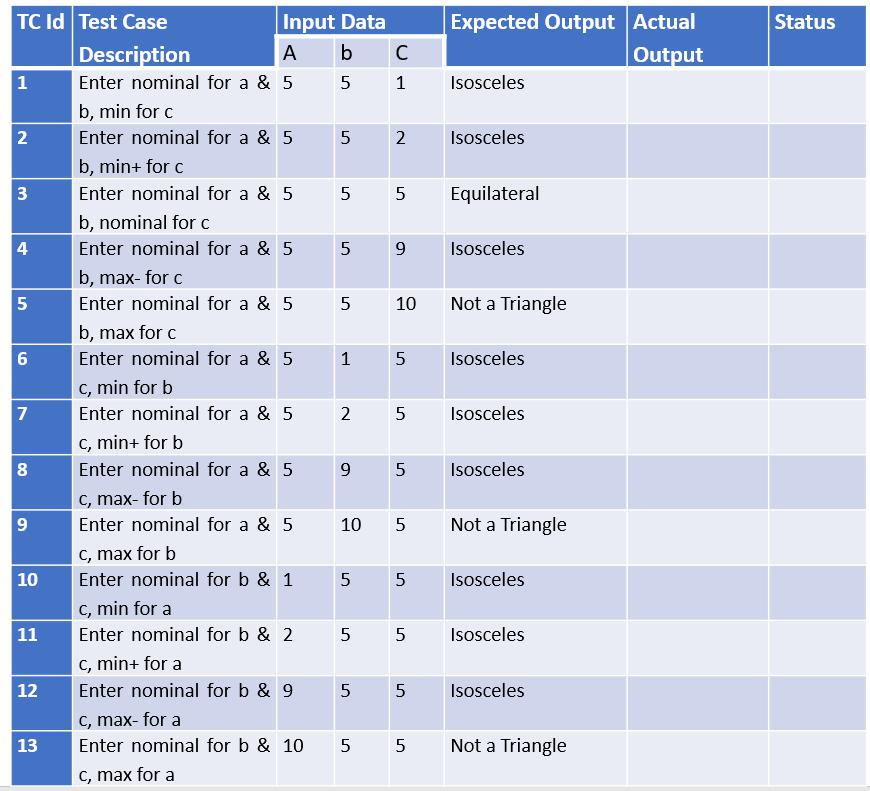 TC Id Test Case Description Input Data Expected Output Actual Output Status
A b C
1 Enter nominal for a & 5 5 1 Isosceles
b, min for c
2 Enter nominal for a & 5 5 2 Isosceles
b, min+ for c
3 Enter nominal for a & 5 5 5 Equilateral
b, nominal for c
4 Enter nominal for a & 5 5 9 Isosceles
b, max- for c
5 Enter nominal for a & 5 5 10 Not a Triangle
b, max for c
6 Enter nominal for a & 5 1 5 Isosceles
c, min for b
7 Enter nominal for a & 5 2 5 Isosceles
c, min+ for b
8 Enter nominal for a & 5 9 5 Isosceles
c, max- for b
9 Enter nominal for a & 5 10 5 Not a Triangle
c, max for b
10 Enter nominal for b & 1 5 5 Isosceles
c, min for a
11 Enter nominal for b & 2 5 5 Isosceles
c, min+ for a
12 Enter nominal for b & 9 5 5 Isosceles
c, max- for a
13 Enter nominal for b & 10 5 5 Not a Triangle
c, max for a